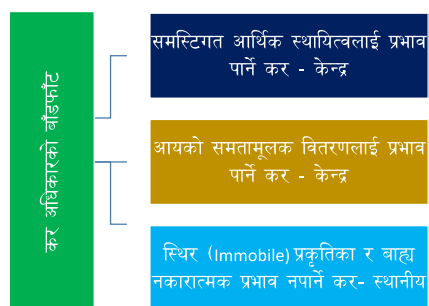 कर अधिकारको बाँडफाँट
समस्टिगत आर्थिक स्थायित्वलाई प्रभाव
पार्ने कर - केन्द्र
आयको समतामूलक वितरणलाई प्रभाव
पार्ने कर - केन्द्र
स्थिर (Immobile) प्रकृतिका र बाह्य
नकारात्मक प्रभाव नपार्ने कर- स्थानीय